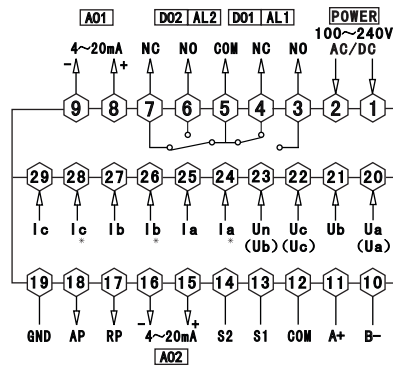 AO1 DO2 AL2 DO1 AL1 POWER
4～20mA NC NO COM NC NO 100～240V
AC/DC
- +
9 8 7 6 5 4 3 2 1
29 28 27 26 25 24 23 22 21 20
Ic Ic Ib Ib Ia Ia Un Uc Ub Ua
* * * (Ub) (Uc) (Ua)
19 18 17 16 15 14 13 12 11 10
- +
GND AP RP 4～20mA S2 S1 COM A+ B-
AO2